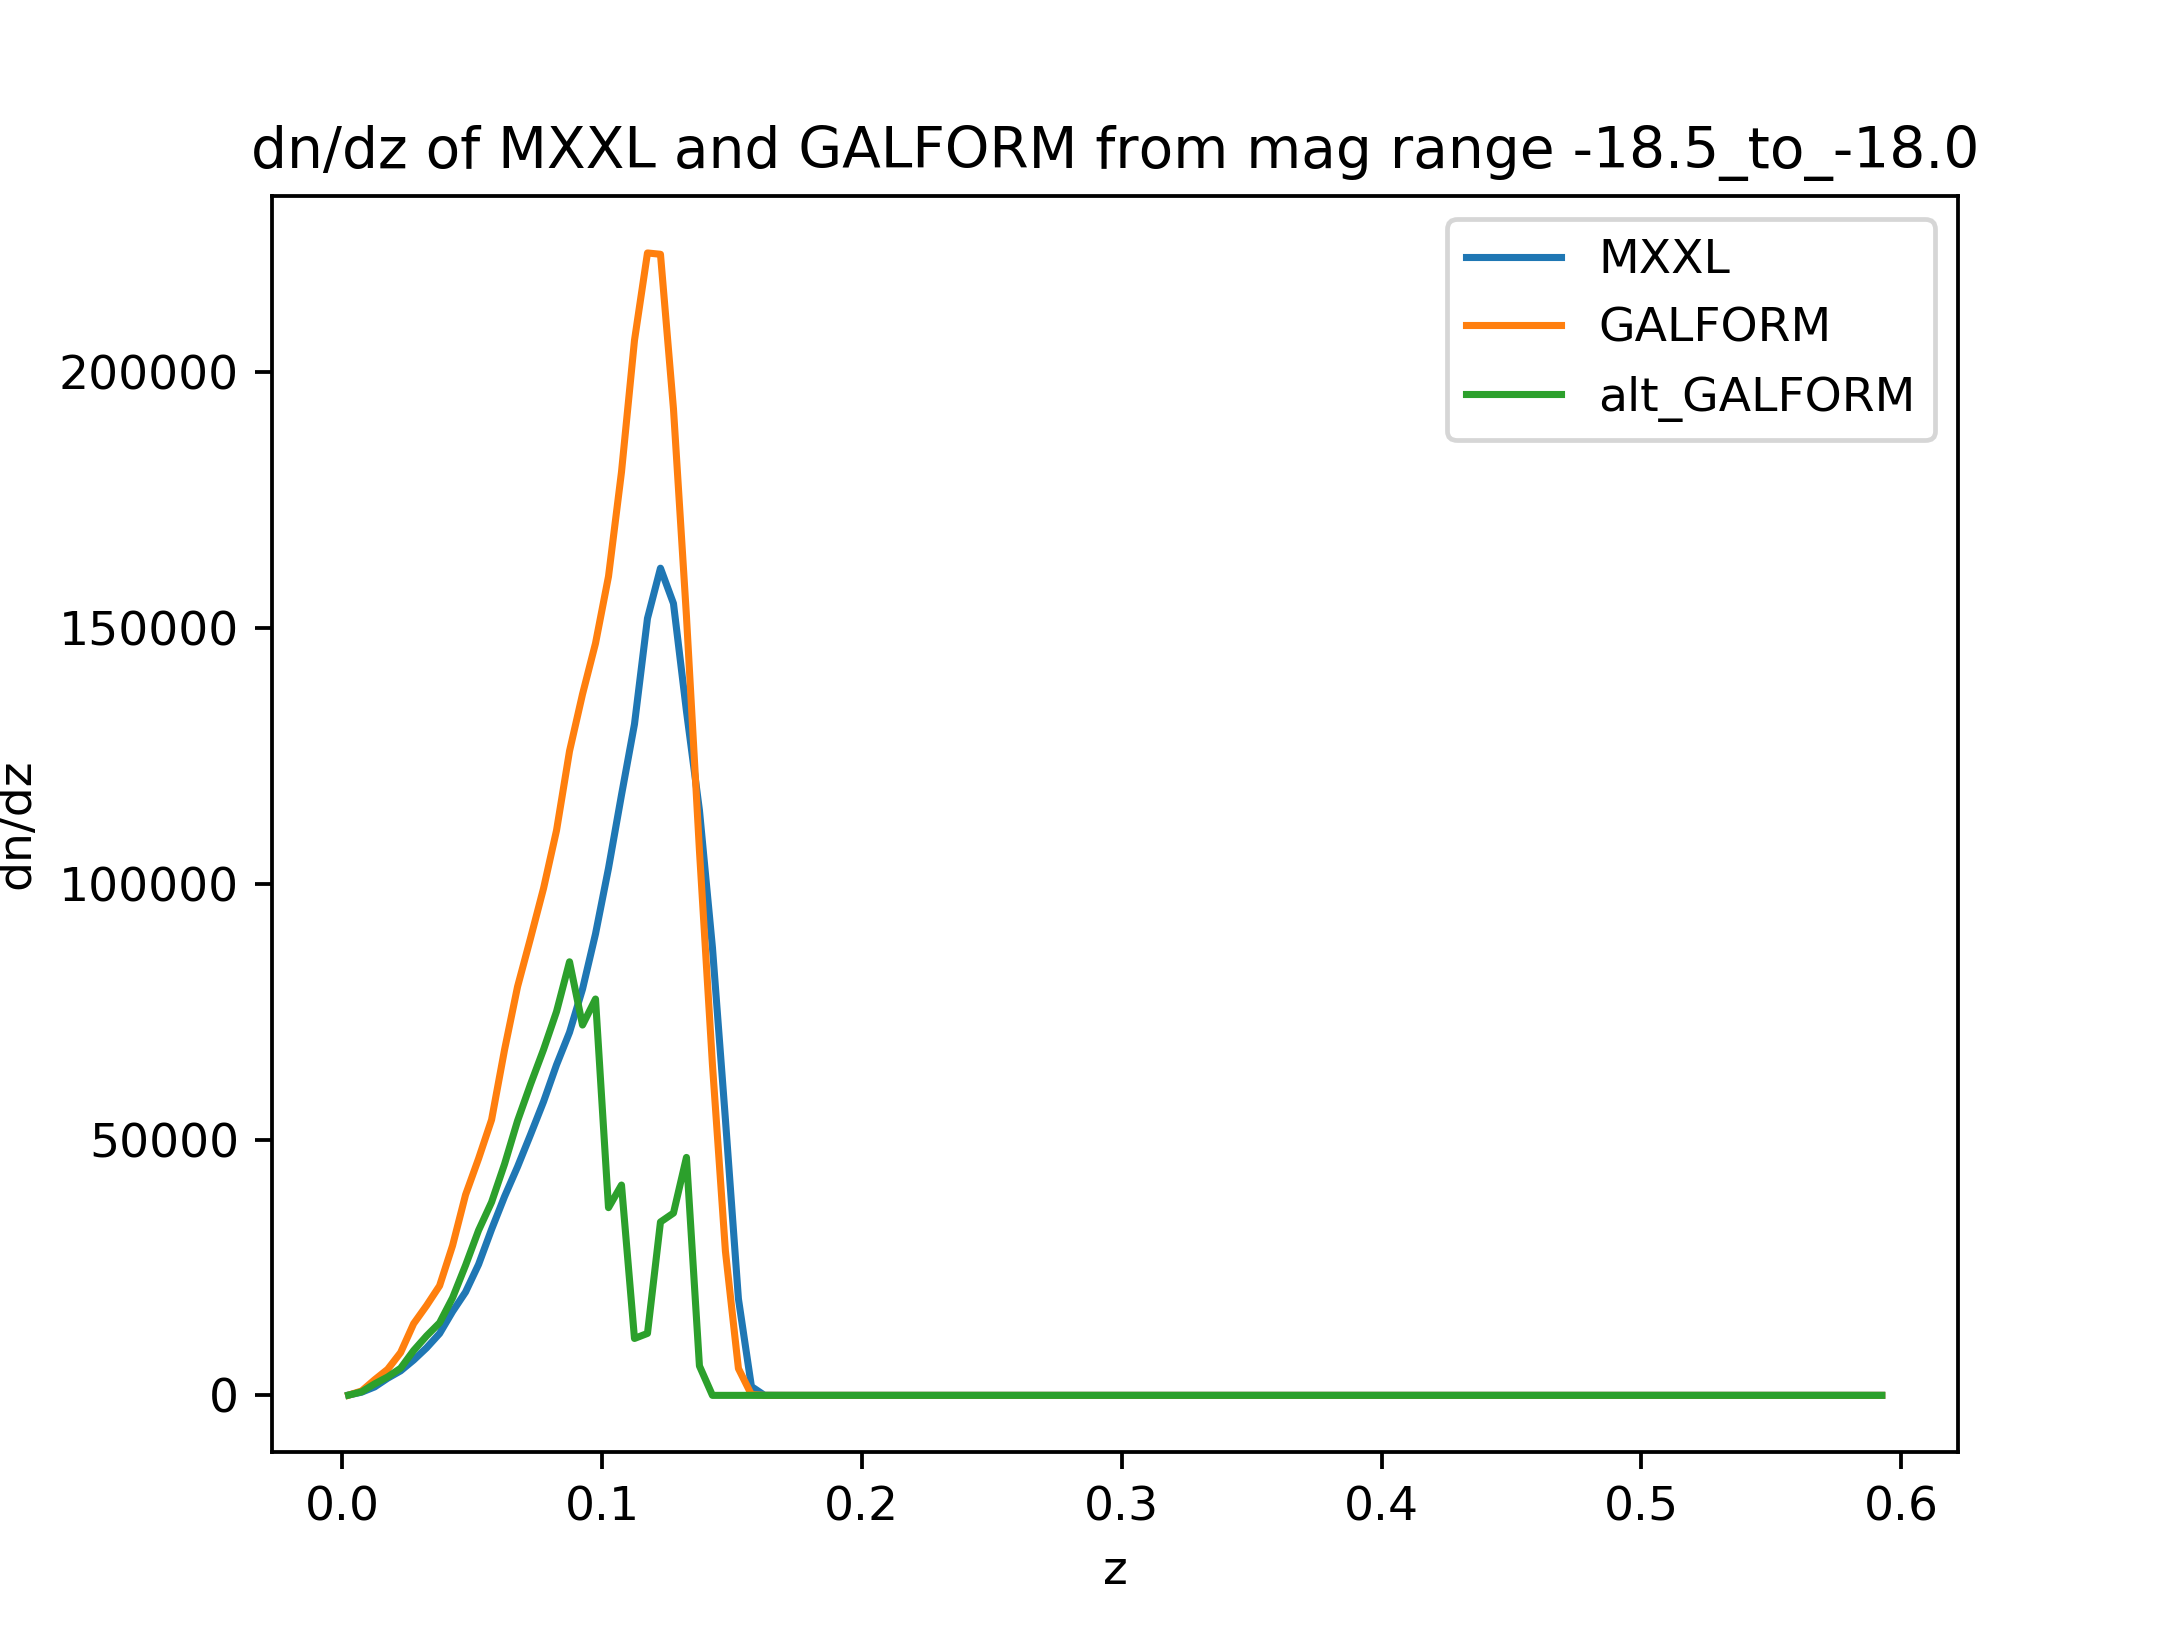 dn/dz of MXXL and GALFORM from mag range -18.5_to_-18.0
MXXL
GALFORM
alt_GALFORM
200000
150000
100000
50000
0
dn/dz
0.0 0.1 0.2 0.3 0.4 0.5 0.6
z